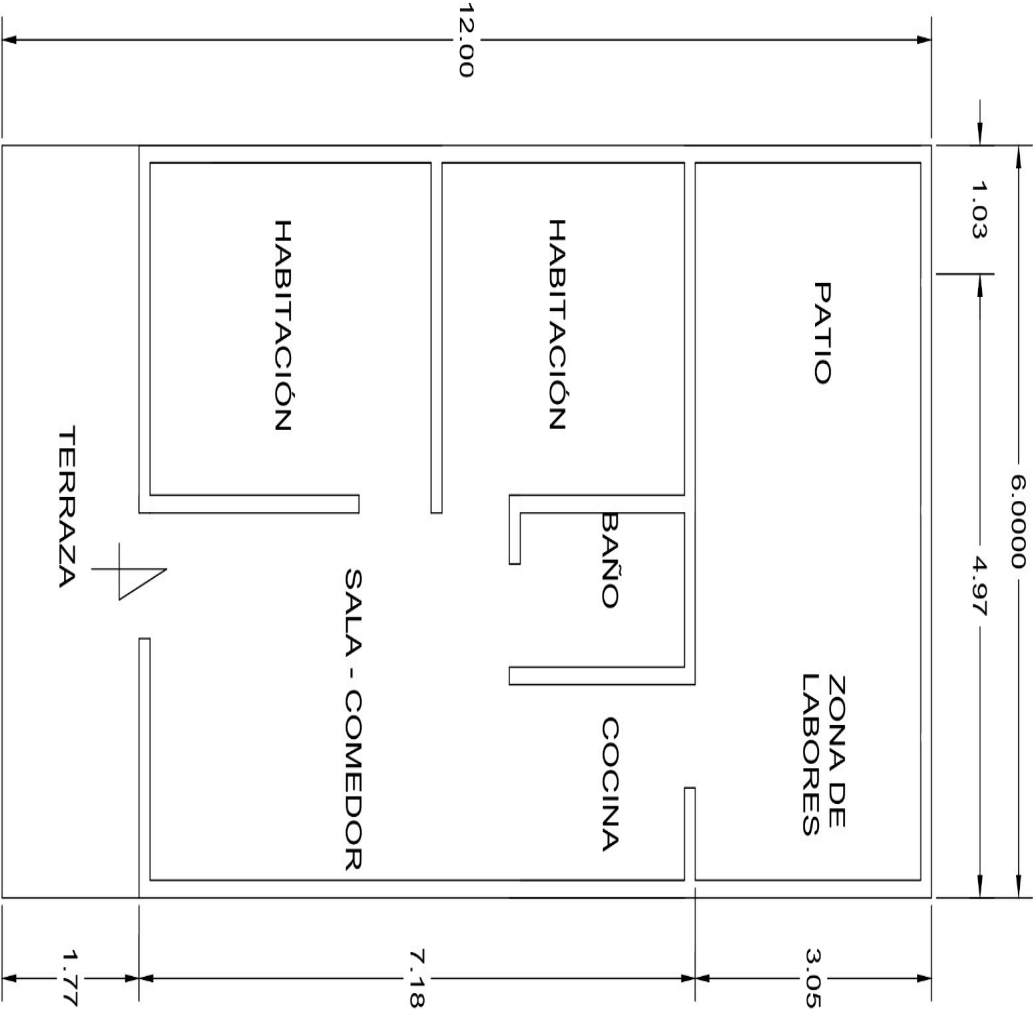 6.0000
1.03
4.97
12.00
PATIO
ZONA DE
LABORES
3.05
HABITACIÓN
BAÑO
COCINA
7.18
HABITACIÓN
SALA - COMEDOR
TERRAZA
1.77